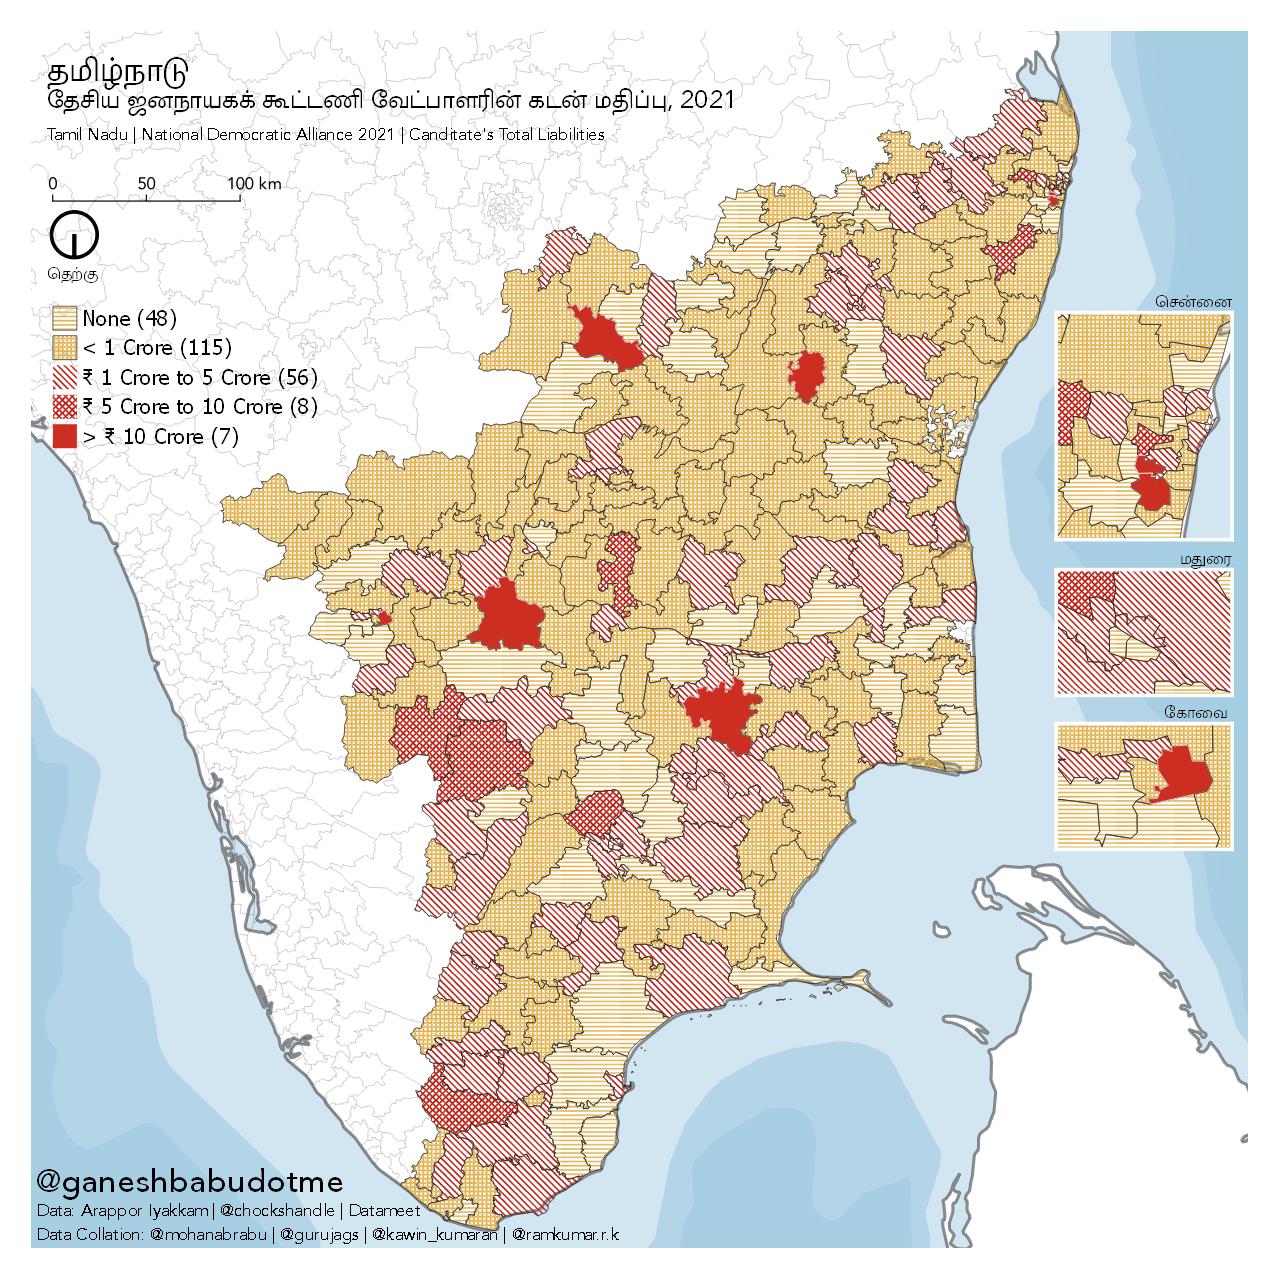 தமிழ்நாடு
தேசிய ஜனநாயகக் கூட்டணி வேட்பாளரின் கடன் மதிப்பு, 2021
Tamil Nadu | National Democratic Alliance 2021 | Canditate's Total Liabilities
0 50 100 km
தெற்கு
None (48)
< 1 Crore (115)
₹ 1 Crore to 5 Crore (56)
₹ 5 Crore to 10 Crore (8)
> ₹ 10 Crore (7)
சென்னை
மதுரை
கோவை
@ganeshbabudotme
Data: Arappor Iyakkam | @chockshandle | Datameet
Data Collation: @mohanabrabu | @gurujags | @kawin_kumaran | @ramkumar.r.k